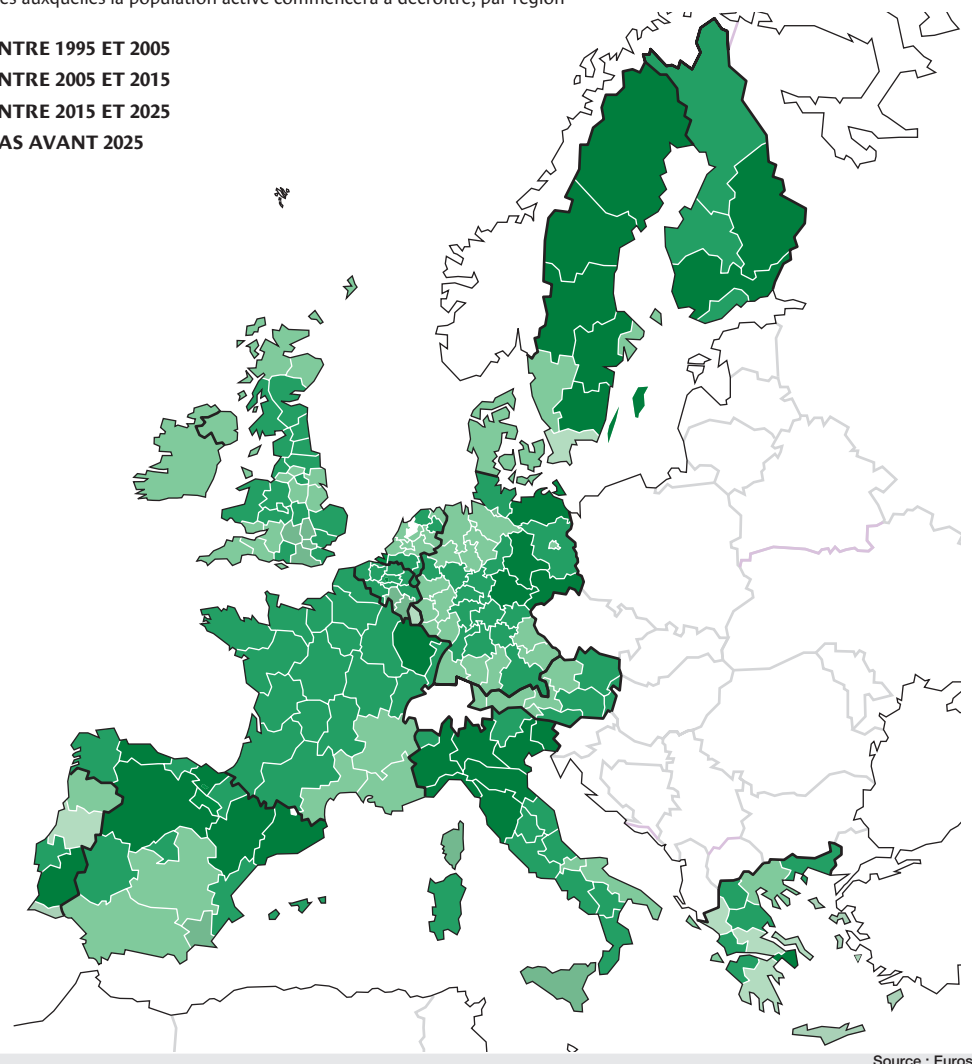 es auxquelles la population active commencera à décroître, par région
NTRE 1995 ET 2005
NTRE 2005 ET 2015
NTRE 2015 ET 2025
AS AVANT 2025
Source : Euros